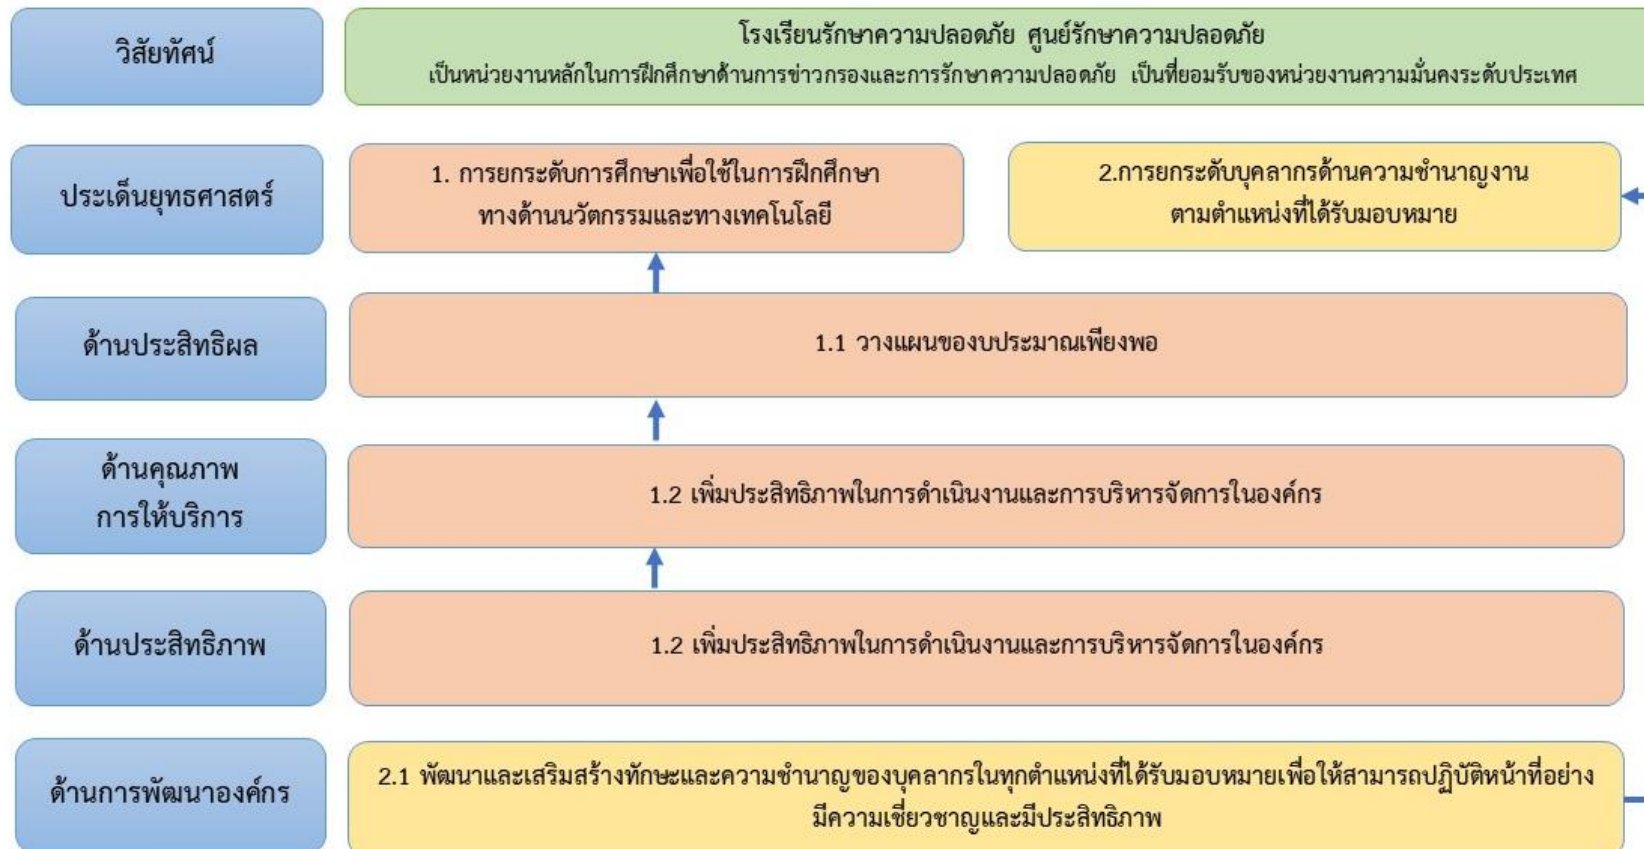 วิสัยทัศน์
โรงเรียนรักษาความปลอดภัย ศูนย์รักษาความปลอดภัย
เป็นหน่วยงานหลักในการฝึกศึกษาด้านการข่าวกรองและการรักษาความปลอดภัย เป็นที่ยอมรับของหน่วยงานความมั่นคงระดับประเทศ
ประเด็นยุทธศาสตร์
1. การยกระดับการศึกษาเพื่อใช้ในการฝึกศึกษา
ทางด้านนวัตกรรมและทางเทคโนโลยี
2.การยกระดับบุคลากรด้านความชำนาญงาน
ตามตำแหน่งที่ได้รับมอบหมาย
ด้านประสิทธิผล
1.1 วางแผนของบประมาณเพียงพอ
ด้านคุณภาพ
การให้บริการ
1.2 เพิ่มประสิทธิภาพในการดำเนินงานและการบริหารจัดการในองค์กร
ด้านประสิทธิภาพ
1.2 เพิ่มประสิทธิภาพในการดำเนินงานและการบริหารจัดการในองค์กร
ด้านการพัฒนาองค์กร
2.1 พัฒนาและเสริมสร้างทักษะและความชำนาญของบุคลากรในทุกตำแหน่งที่ได้รับมอบหมายเพื่อให้สามารถปฏิบัติหน้าที่อย่าง
มีความเชี่ยวชาญและมีประสิทธิภาพ